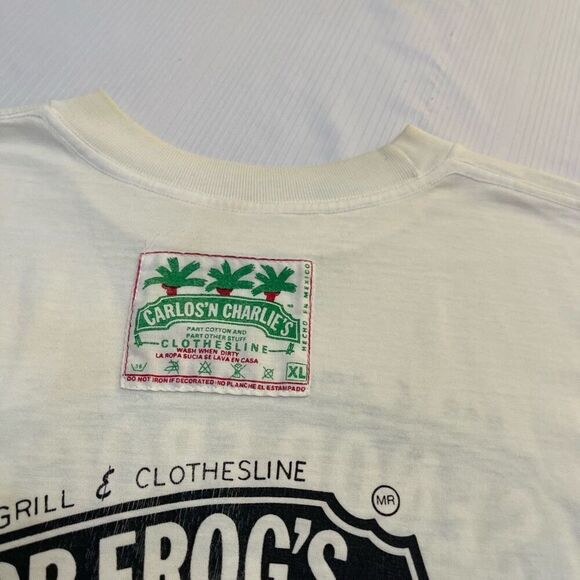 CARLOS'N CHARLIE'S
HECHO EN MEXICO
PART COTTON AND
PART OTHER STUFF
CLOTHESLINE
WASH WHEN DIRTY
LA ROPA SUCIA SE LAVA EN CASA
XL
DO NOT IRON IF DECORATED·NO PLANCHE EL ESTAMPADO
GRILL & CLOTHESLINE
MR
FROG'S